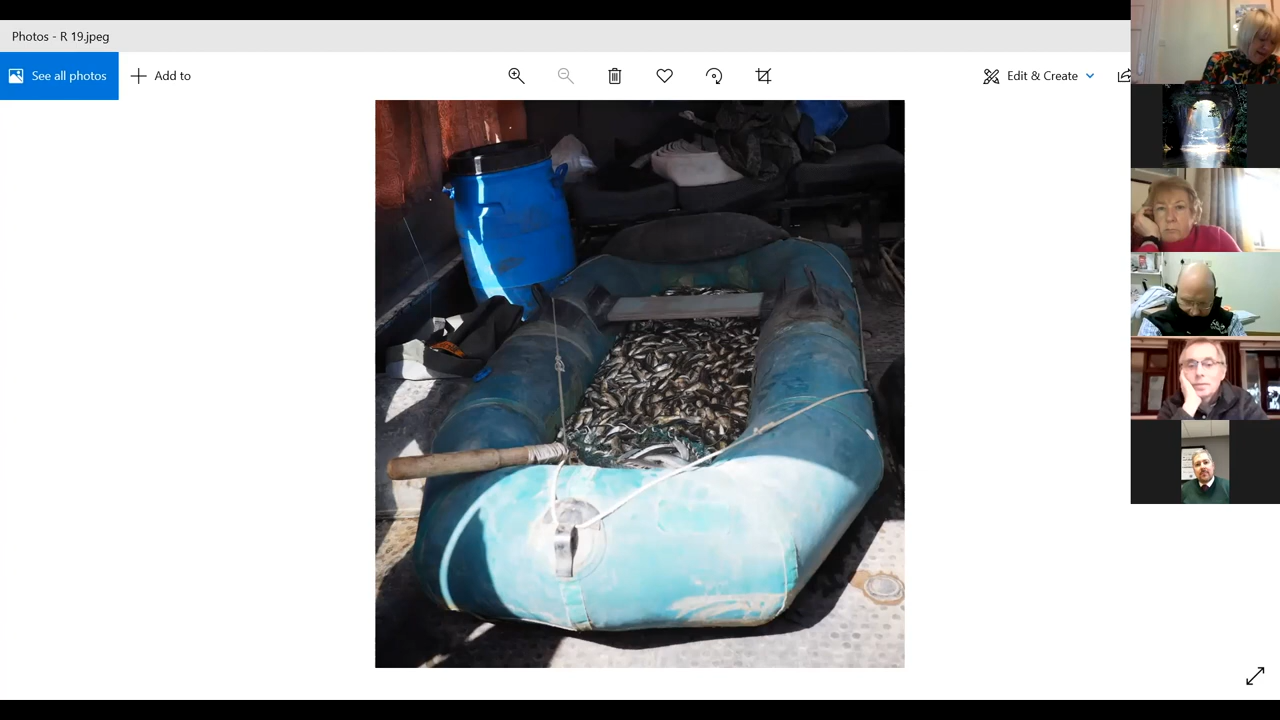 Photos - R 19.jpeg
See all photos
Add to
Edit & Create